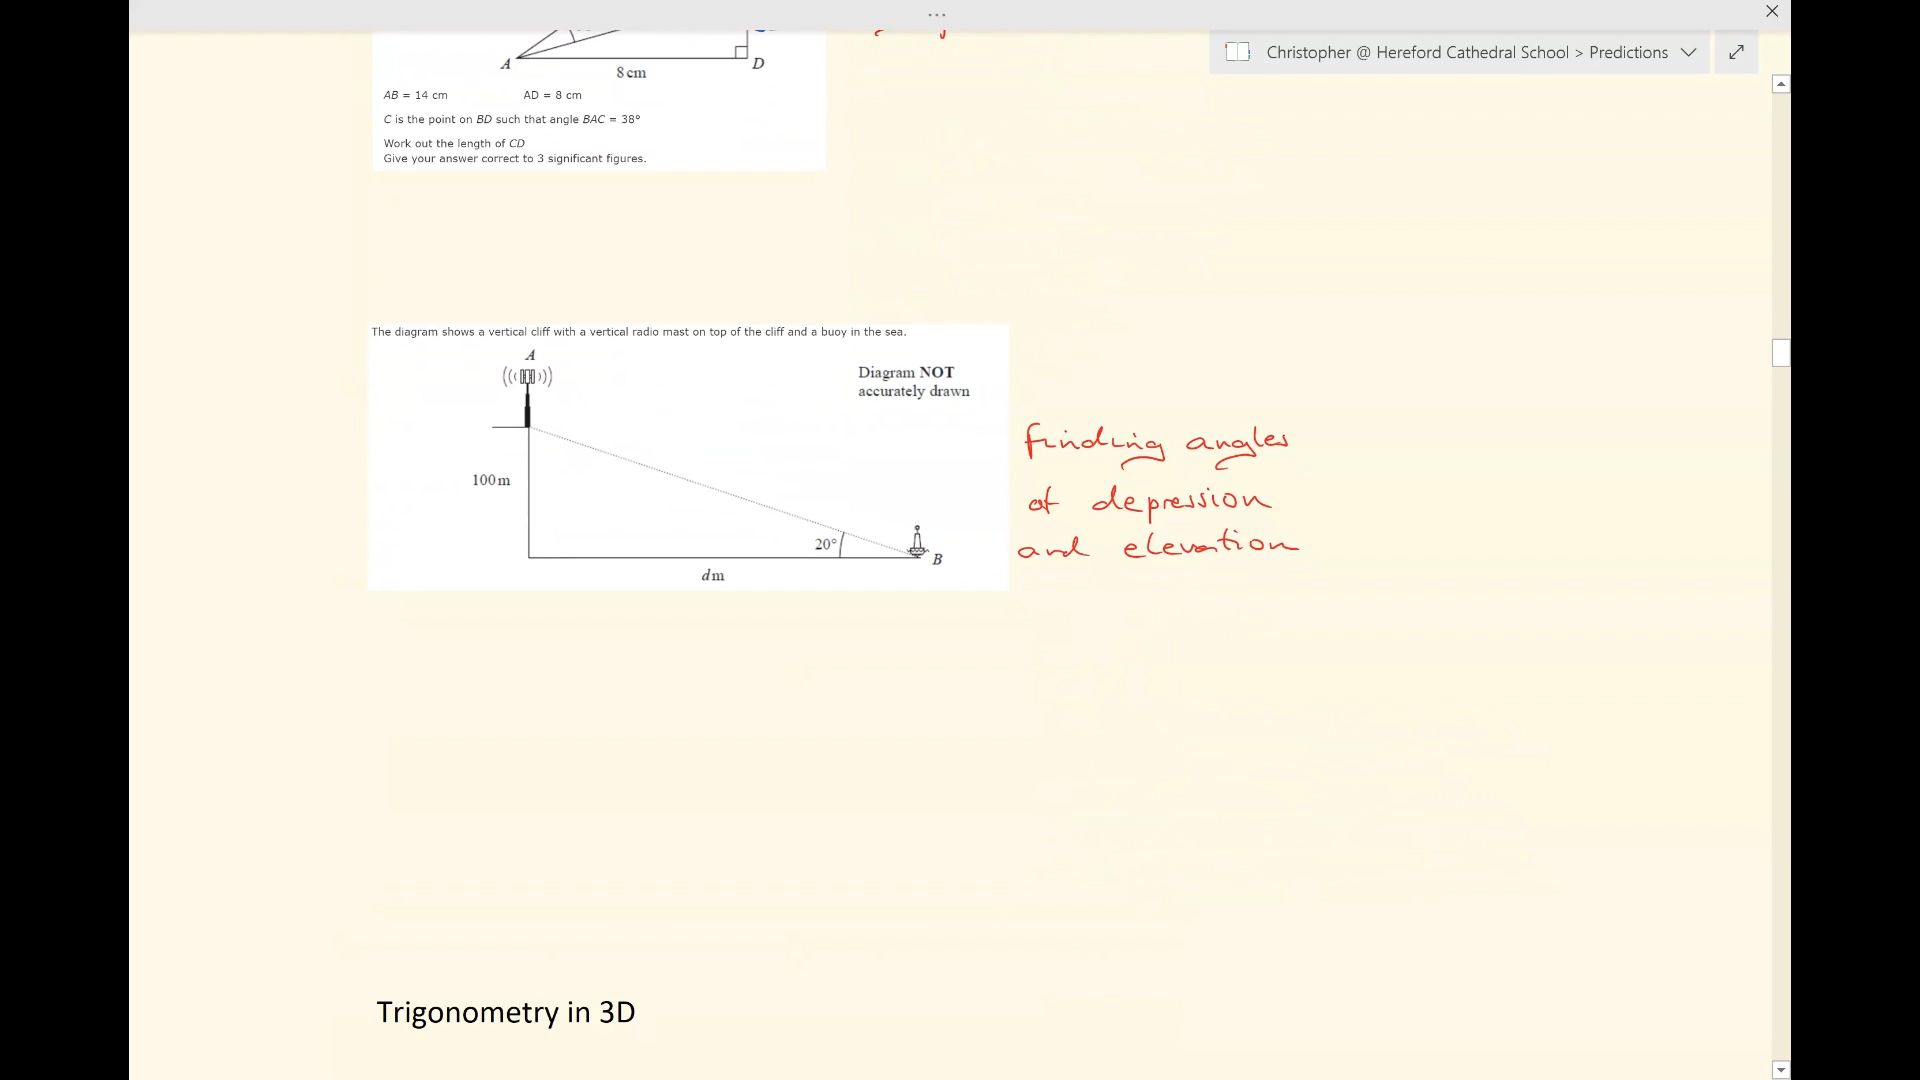 ...
Christopher @ Hereford Cathedral School > Predictions
A
D
8 cm
AB = 14 cm AD = 8 cm
C is the point on BD such that angle BAC = 38°
Work out the length of CD
Give your answer correct to 3 significant figures.
The diagram shows a vertical cliff with a vertical radio mast on top of the cliff and a buoy in the sea.
A
Diagram NOT
accurately drawn
100 m
20°
B
d m
finding angles
of depression
and elevation
Trigonometry in 3D